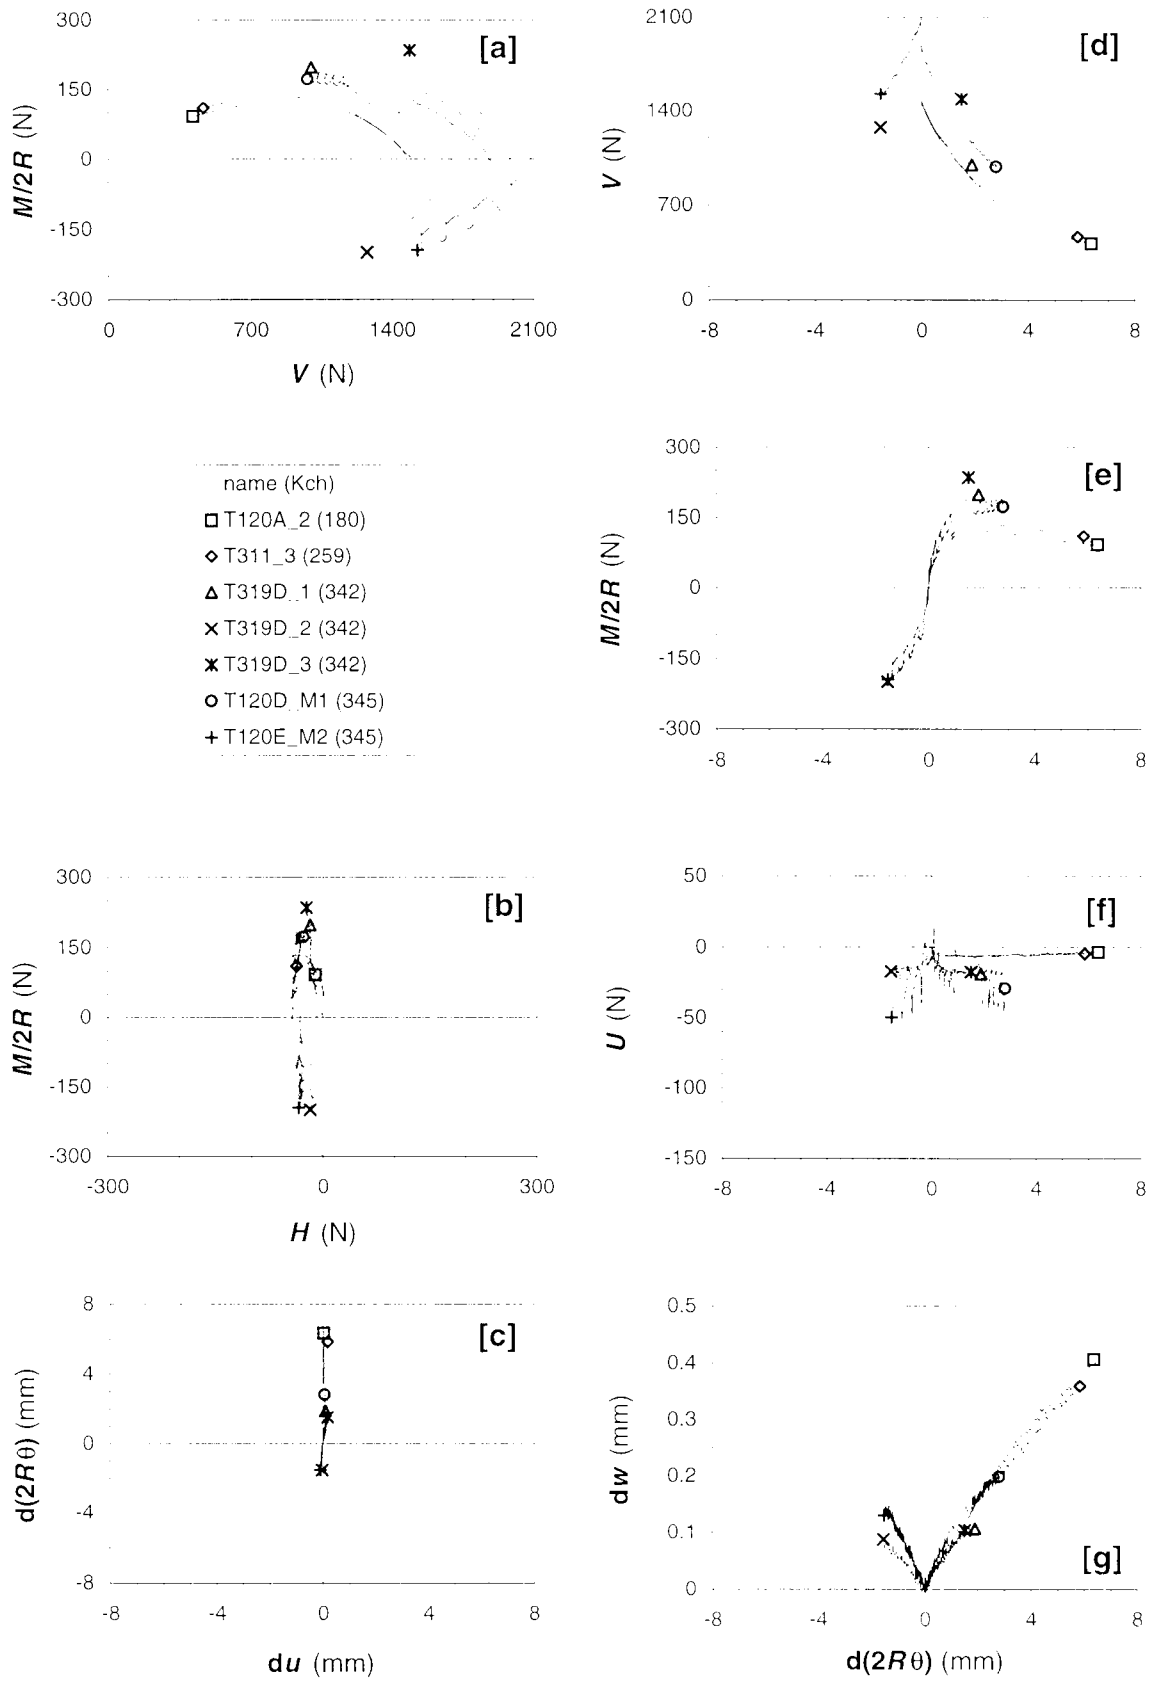 300
150
0
-150
-300
M/2R (N)
[a]
0
700
1400
2100
V (N)
2100
1400
700
0
V (N)
[d]
-8
-4
0
4
8
name (Kch)
T120A_2 (180)
T311_3 (259)
T319D_1 (342)
T319D_2 (342)
T319D_3 (342)
T120D_M1 (345)
T120E_M2 (345)
300
150
0
-150
-300
M/2R (N)
[e]
-8
-4
0
4
8
300
150
0
-150
-300
M/2R (N)
[b]
-300
0
300
H (N)
50
0
-50
-100
-150
U (N)
[f]
-8
-4
0
4
8
8
4
0
-4
-8
d(2Rθ) (mm)
[c]
-8
-4
0
4
8
du (mm)
0.5
0.4
0.3
0.2
0.1
0
dw (mm)
[g]
-8
-4
0
4
8
d(2Rθ) (mm)